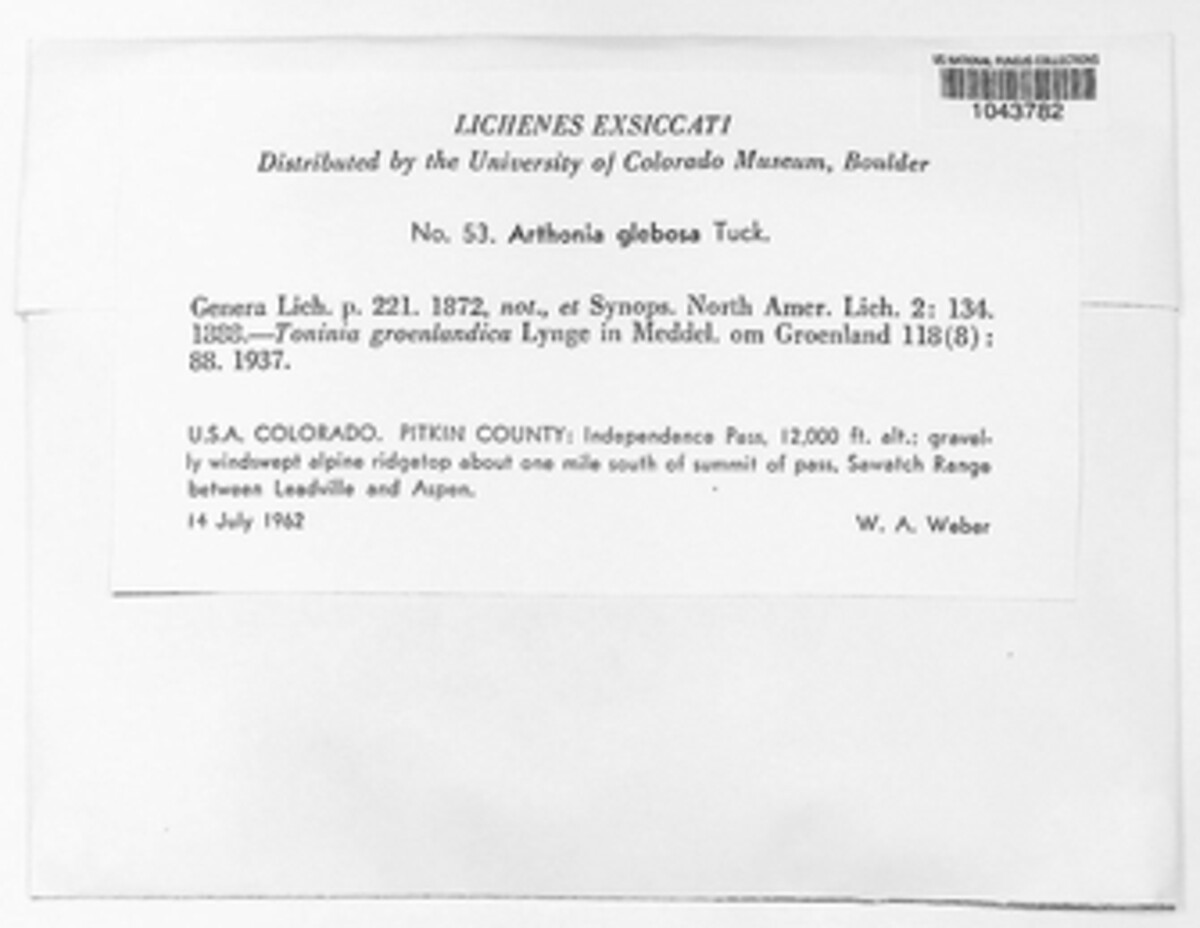 US NATIONAL FUNGUS COLLECTIONS
1043782
LICHENES EXSICCATI
Distributed by the University of Colorado Museum, Boulder
No. 53. Arthonia glebosa Tuck.
Genera Lich. p. 221. 1872, not., et Synops. North Amer. Lich. 2: 134.
1888.—Toninia groenlandica Lynge in Meddel. om Groenland 118(8):
88. 1937.
U.S.A. COLORADO. PITKIN COUNTY: Independence Pass, 12,000 ft. alt.; gravel-
ly windswept alpine ridgetop about one mile south of summit of pass, Sawatch Range
between Leadville and Aspen.
14 July 1962 W. A. Weber